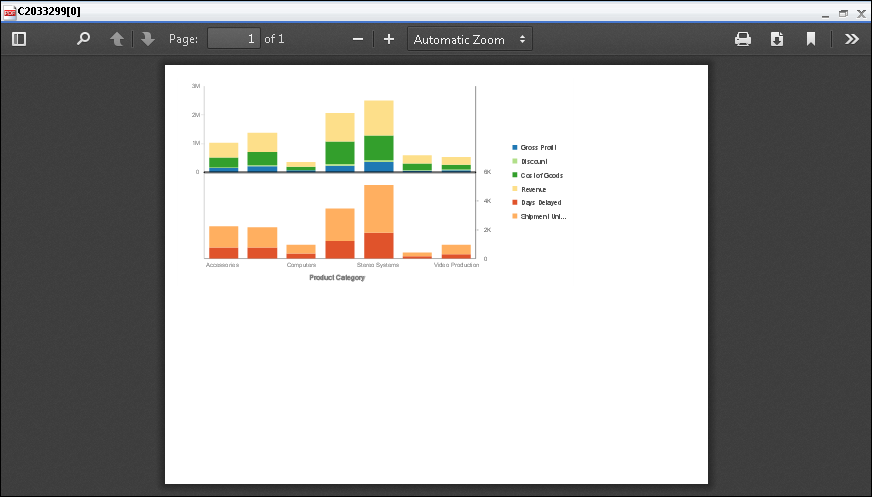 C2033299[0]
Page: 1 of 1 Automatic Zoom
3M
2M
1M
0
6K
4K
2K
0
Accessories Computers Stereo Systems Video Production
Product Category
Gross Profit
Discount
Cost of Goods
Revenue
Days Delayed
Shipment Uni...